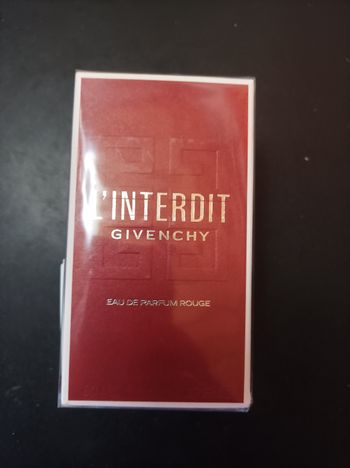 L'INTERDIT
GIVENCHY
EAU DE PARFUM ROUGE